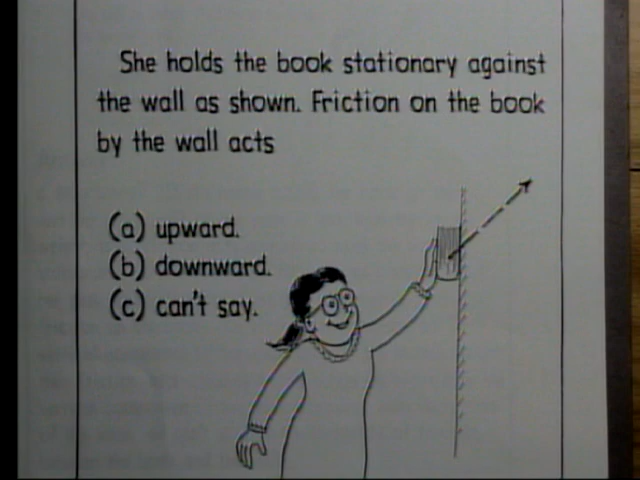 She holds the book stationary against
the wall as shown. Friction on the book
by the wall acts
(a) upward.
(b) downward.
(c) can't say.